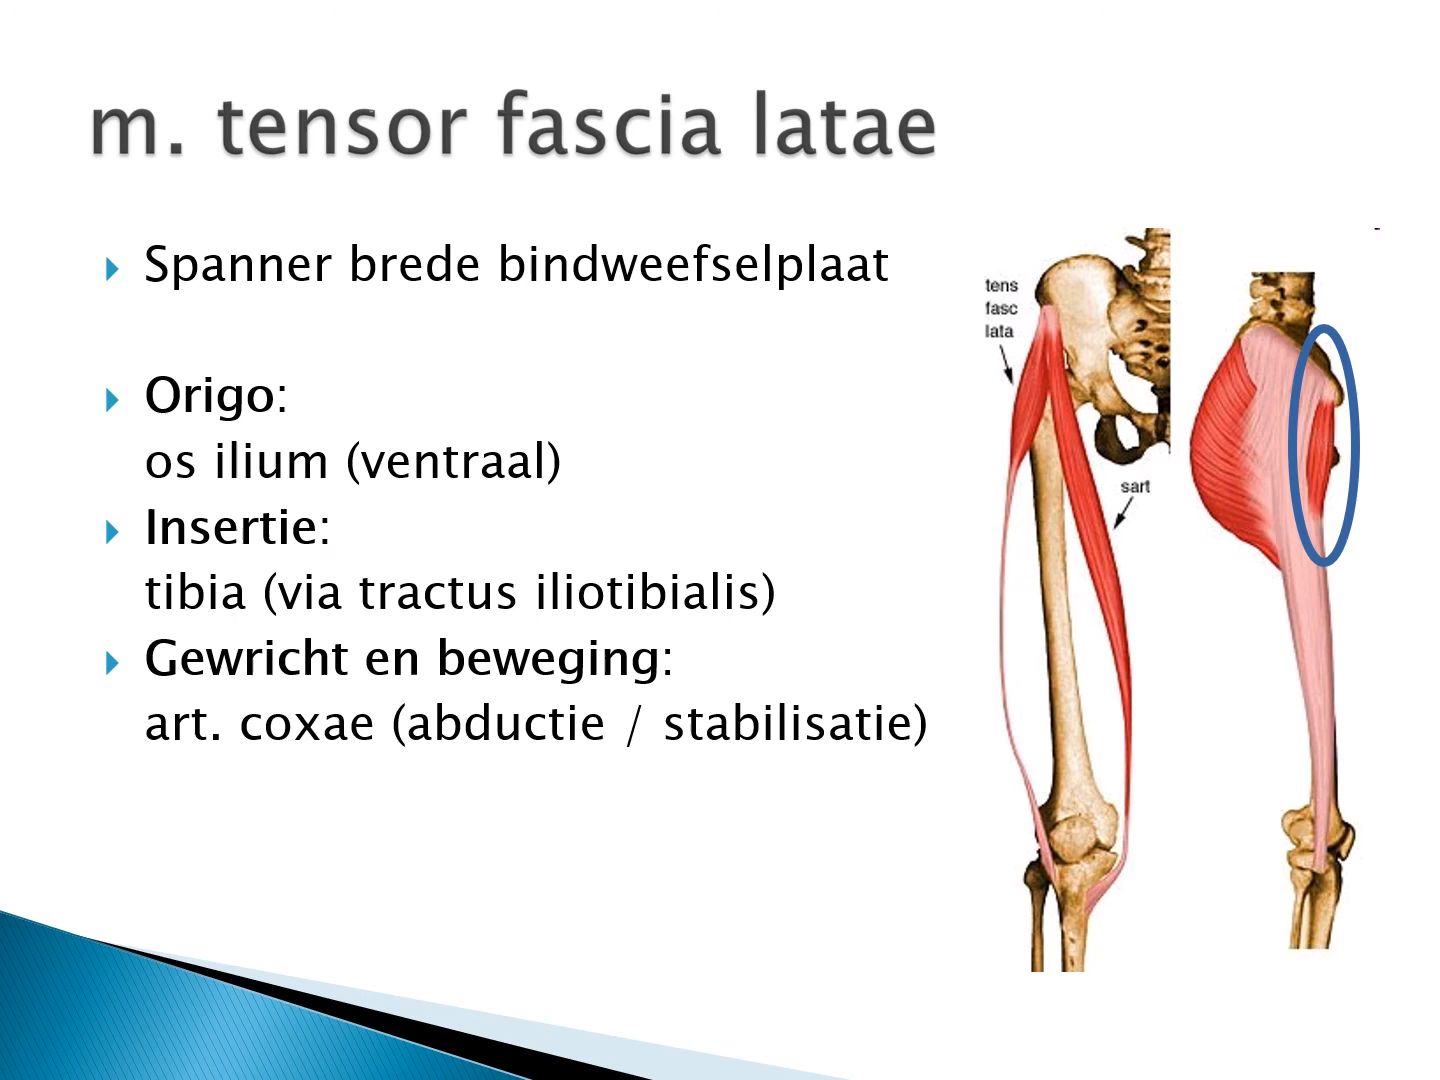 m. tensor fascia latae
Spanner brede bindweefselplaat
Origo:
os ilium (ventraal)
Insertie:
tibia (via tractus iliotibialis)
Gewricht en beweging:
art. coxae (abductie / stabilisatie)
tens
fasc
lata
sart